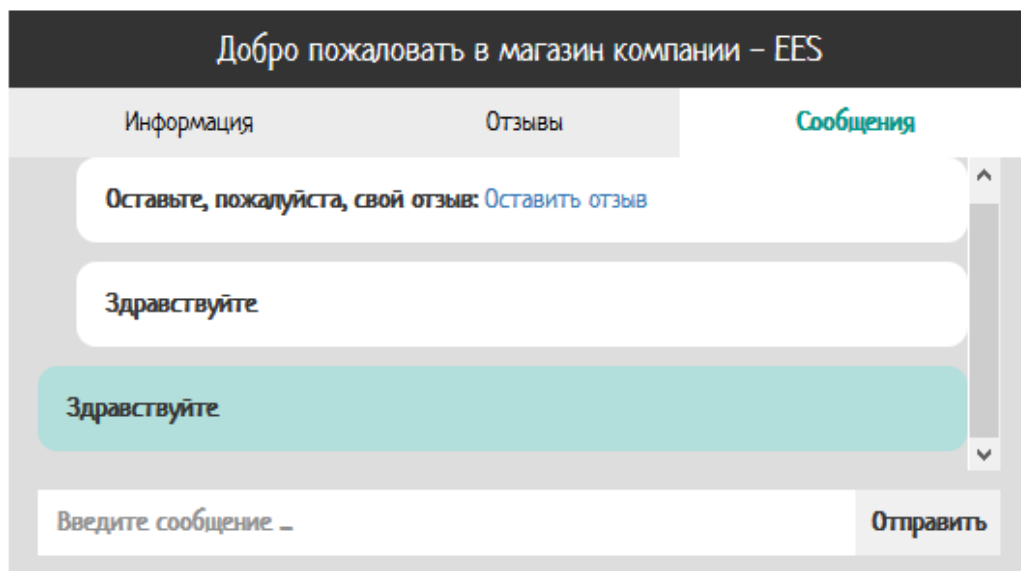 Добро пожаловать в магазин компании – EES
Информация Отзывы Сообщения
Оставьте, пожалуйста, свой отзыв: Оставить отзыв
Здравствуйте
Здравствуйте
Введите сообщение ...
Отправить